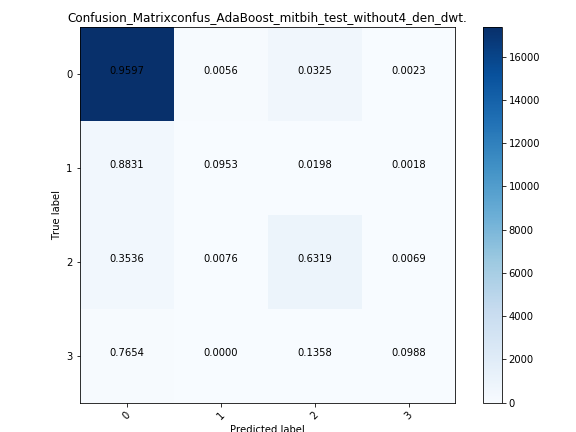 Confusion_Matrixconfus_AdaBoost_mitbih_test_without4_den_dwt.
0 0.9597 0.0056 0.0325 0.0023
1 0.8831 0.0953 0.0198 0.0018
2 0.3536 0.0076 0.6319 0.0069
3 0.7654 0.0000 0.1358 0.0988
True label
0 1 2 3
Predicted label
16000
14000
12000
10000
8000
6000
4000
2000
0